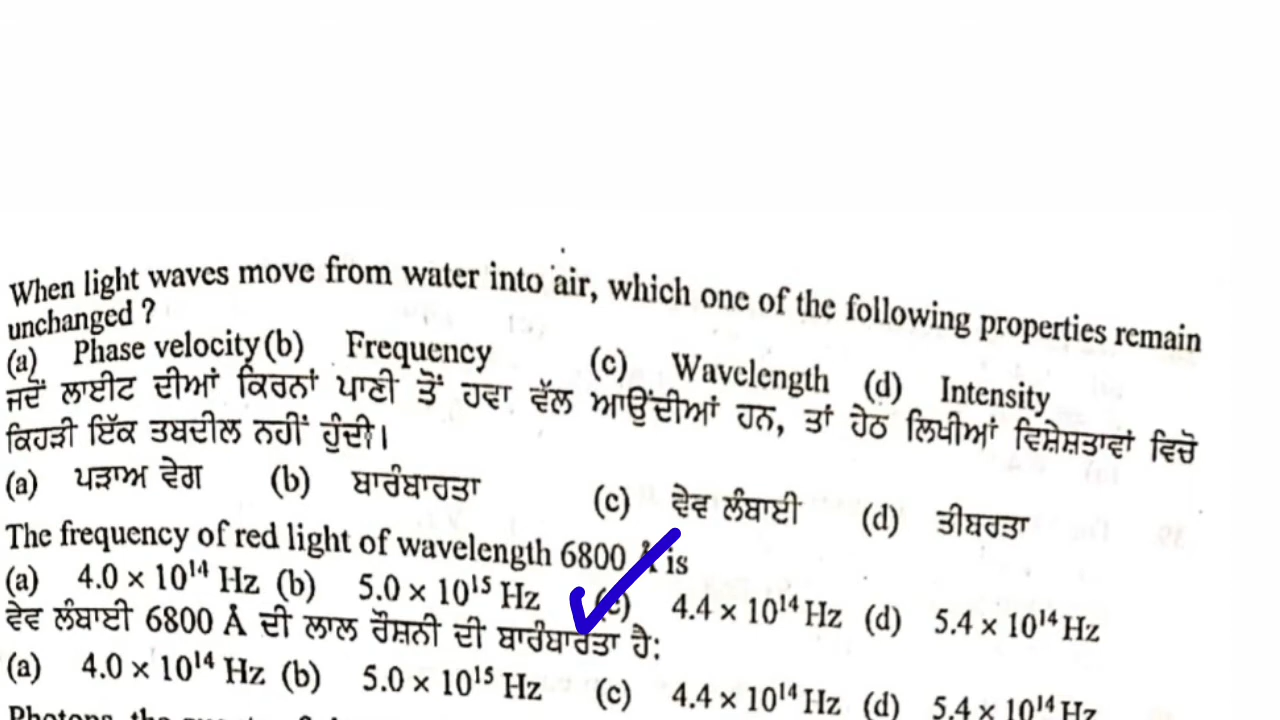 When light waves move from water into air, which one of the following properties remain
unchanged ?
(a) Phase velocity (b) Frequency (c) Wavelength (d) Intensity
ਜਦੋਂ ਲਾਈਟ ਦੀਆਂ ਕਿਰਨਾਂ ਪਾਣੀ ਤੋਂ ਹਵਾ ਵੱਲ ਆਉਂਦੀਆਂ ਹਨ, ਤਾਂ ਹੇਠ ਲਿਖੀਆਂ ਵਿਸ਼ੇਸ਼ਤਾਵਾਂ ਵਿਚੋ
ਕਿਹੜੀ ਇੱਕ ਤਬਦੀਲ ਨਹੀਂ ਹੁੰਦੀ।
(a) ਪੜਾਅ ਵੇਗ (b) ਬਾਰੰਬਾਰਤਾ (c) ਵੇਵ ਲੰਬਾਈ (d) ਤੀਬਰਤਾ
The frequency of red light of wavelength 6800 Å is
(a) 4.0 × 10¹⁴ Hz (b) 5.0 × 10¹⁵ Hz (c) 4.4 × 10¹⁴ Hz (d) 5.4 × 10¹⁴ Hz
ਵੇਵ ਲੰਬਾਈ 6800 Å ਦੀ ਲਾਲ ਰੌਸ਼ਨੀ ਦੀ ਬਾਰੰਬਾਰਤਾ ਹੈ:
(a) 4.0 × 10¹⁴ Hz (b) 5.0 × 10¹⁵ Hz (c) 4.4 × 10¹⁴ Hz (d) 5.4 × 10¹⁴ Hz